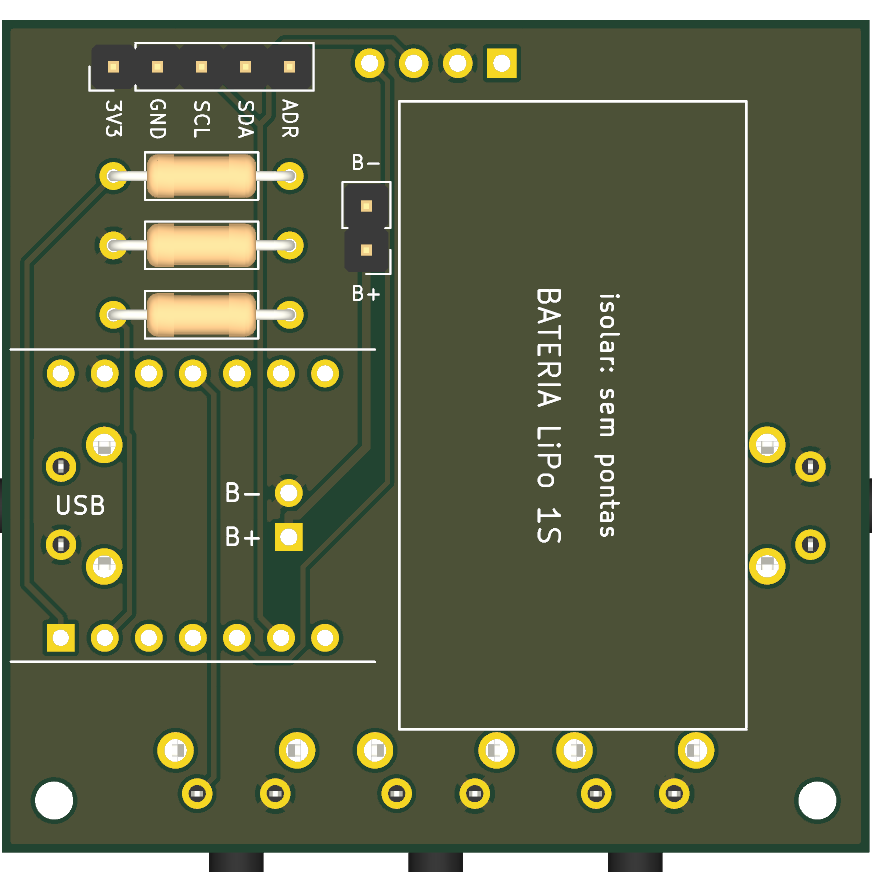 3V3
GND
SCL
SDA
ADR
B-
B+
BATERIA LiPo 1S
isolar: sem pontas
B-
USB
B+